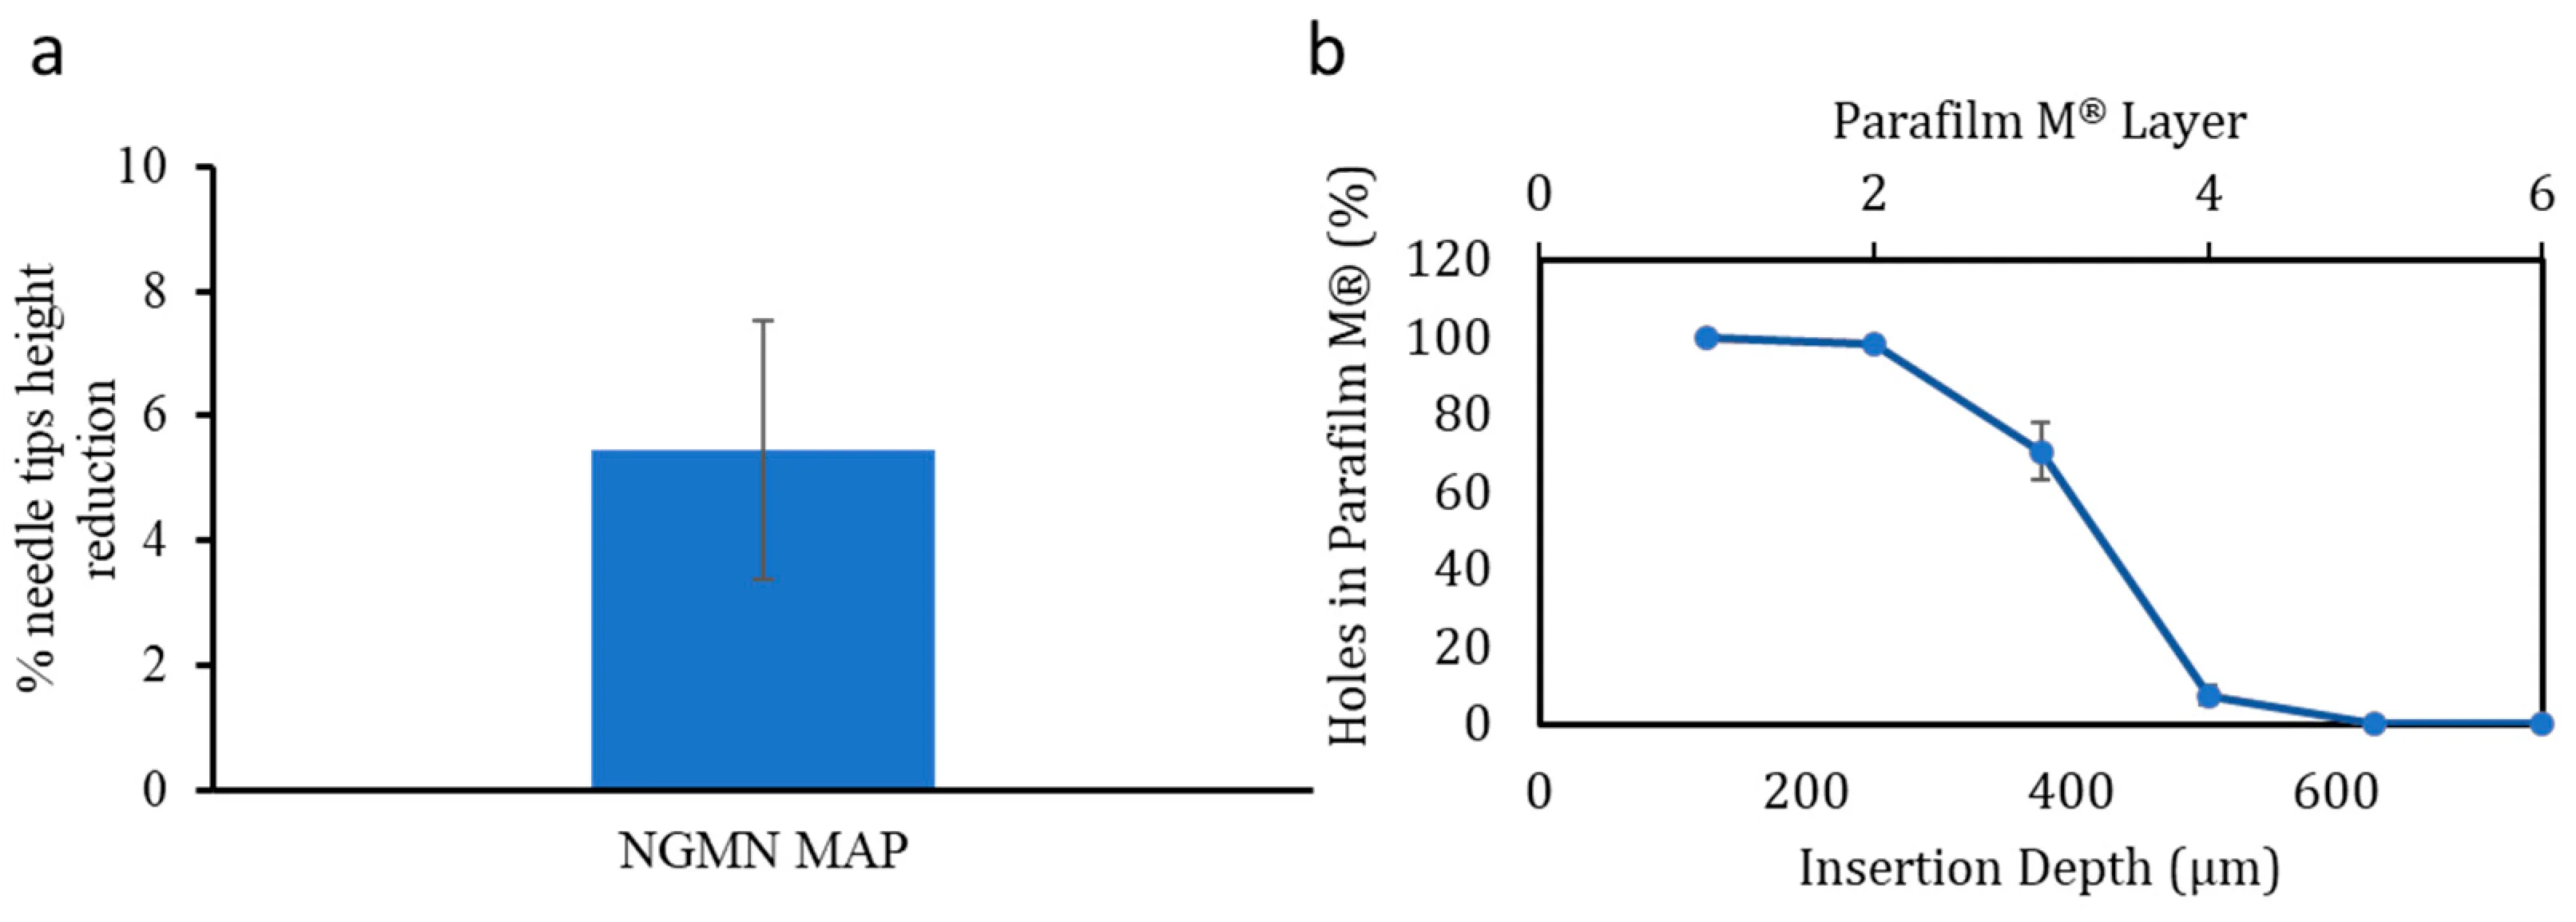 a
% needle tips height
reduction
10
8
6
4
2
0
NGMN MAP
b
Parafilm M® Layer
0 2 4 6
Holes in Parafilm M® (%)
120
100
80
60
40
20
0
0 200 400 600
Insertion Depth (µm)